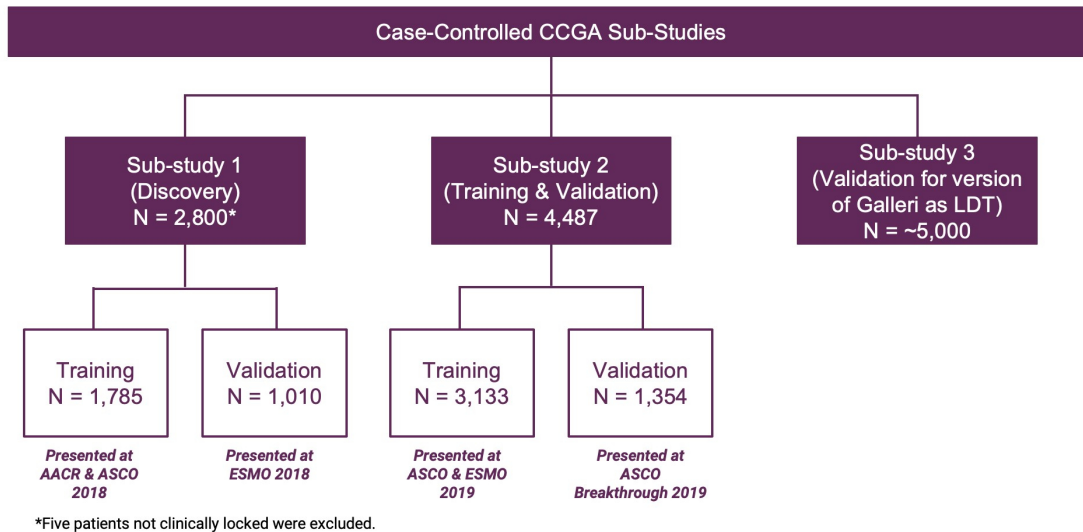 Case-Controlled CCGA Sub-Studies
Sub-study 1
(Discovery)
N = 2,800*
Sub-study 2
(Training & Validation)
N = 4,487
Sub-study 3
(Validation for version
of Galleri as LDT)
N = ~5,000
Training
N = 1,785
Validation
N = 1,010
Training
N = 3,133
Validation
N = 1,354
Presented at
AACR & ASCO
2018
Presented at
ESMO 2018
Presented at
ASCO & ESMO
2019
Presented at
ASCO
Breakthrough 2019
*Five patients not clinically locked were excluded.